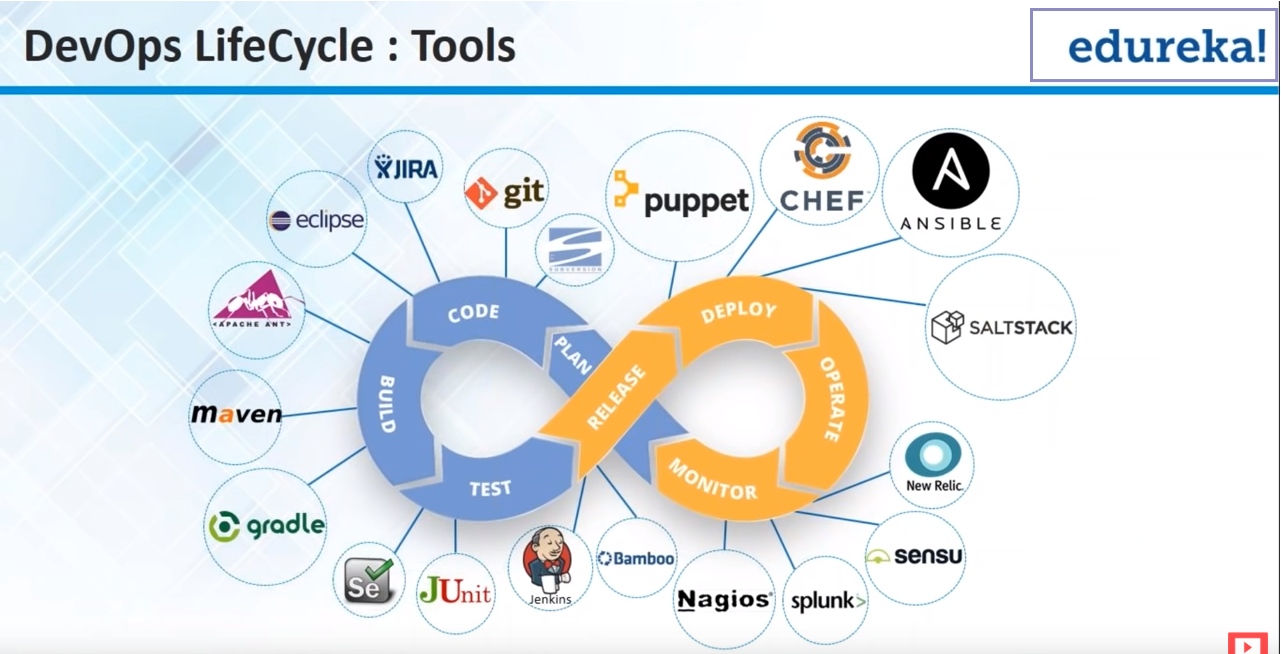 DevOps LifeCycle : Tools
edureka!
JIRA
git
eclipse
SUBVERSION
puppet
CHEF
ANSIBLE
<APACHE ANT>
SALTSTACK
CODE
PLAN
BUILD
TEST
RELEASE
DEPLOY
OPERATE
MONITOR
maven
gradle
Se
JUnit
Jenkins
Bamboo
Nagios®
splunk>
sensu
New Relic.